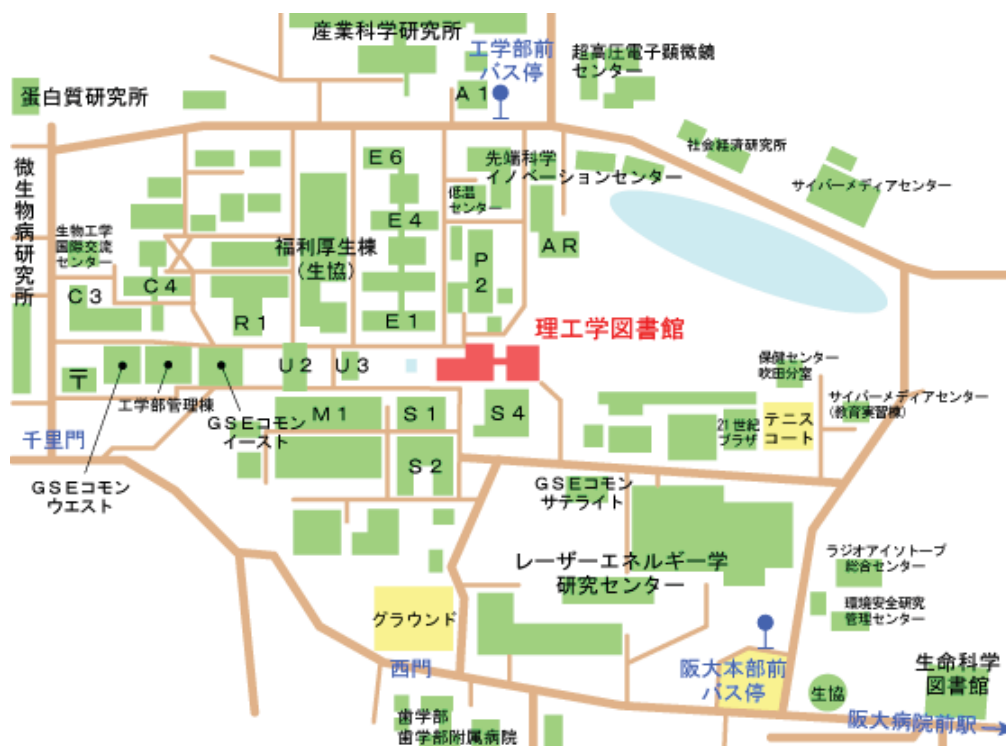 産業科学研究所
工学部前
バス停
超高圧電子顕微鏡
センター
A1
蛋白質研究所
社会経済研究所
サイバーメディアセンター
微生物病研究所
E6
先端科学
イノベーションセンター
低温
センター
E4
生物工学
国際交流
センター
福利厚生棟
(生協)
AR
P2
C3
C4
R1
E1
理工学図書館
〒
U2
U3
保健センター
吹田分室
工学部管理棟
GSEコモン
イースト
M1
S1
S4
21世紀
プラザ
テニス
コート
サイバーメディアセンター
(教育実習棟)
千里門
S2
GSEコモン
ウエスト
GSEコモン
サテライト
レーザーエネルギー学
研究センター
ラジオアイソトープ
総合センター
環境安全研究
管理センター
グラウンド
西門
阪大本部前
バス停
生協
生命科学
図書館
歯学部
歯学部附属病院
阪大病院前駅→